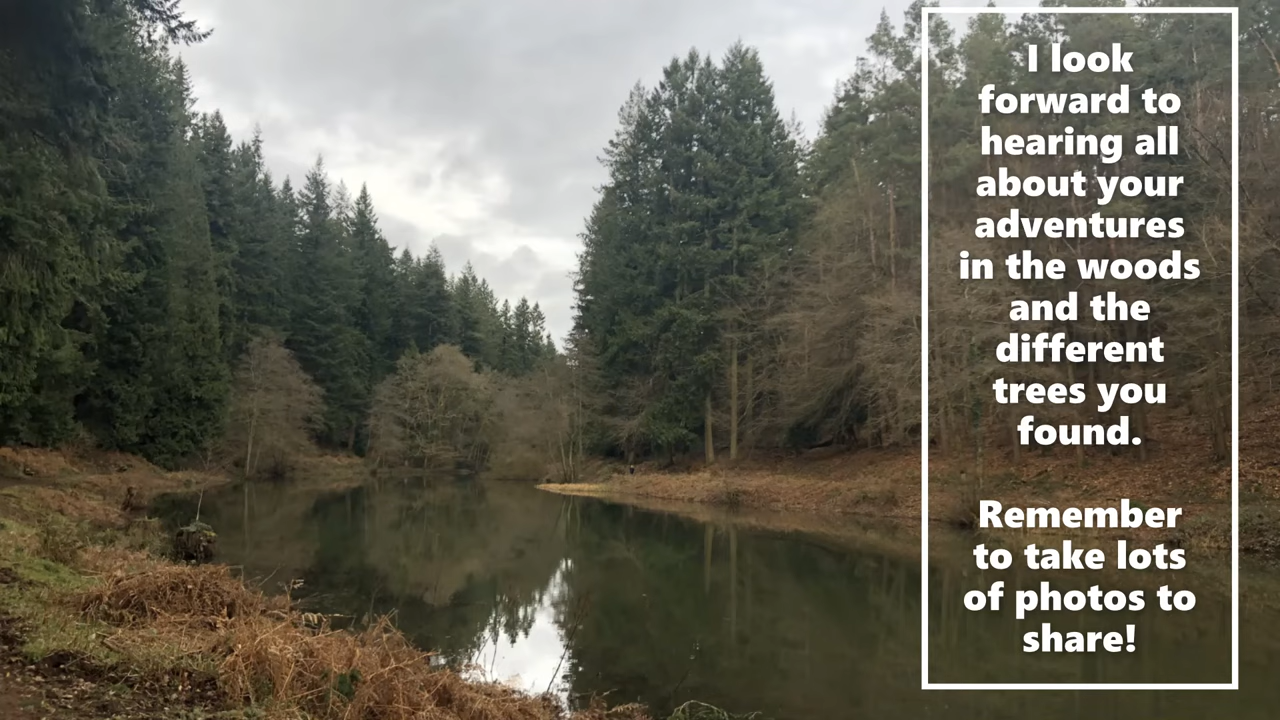 I look
forward to
hearing all
about your
adventures
in the woods
and the
different
trees you
found.
Remember
to take lots
of photos to
share!